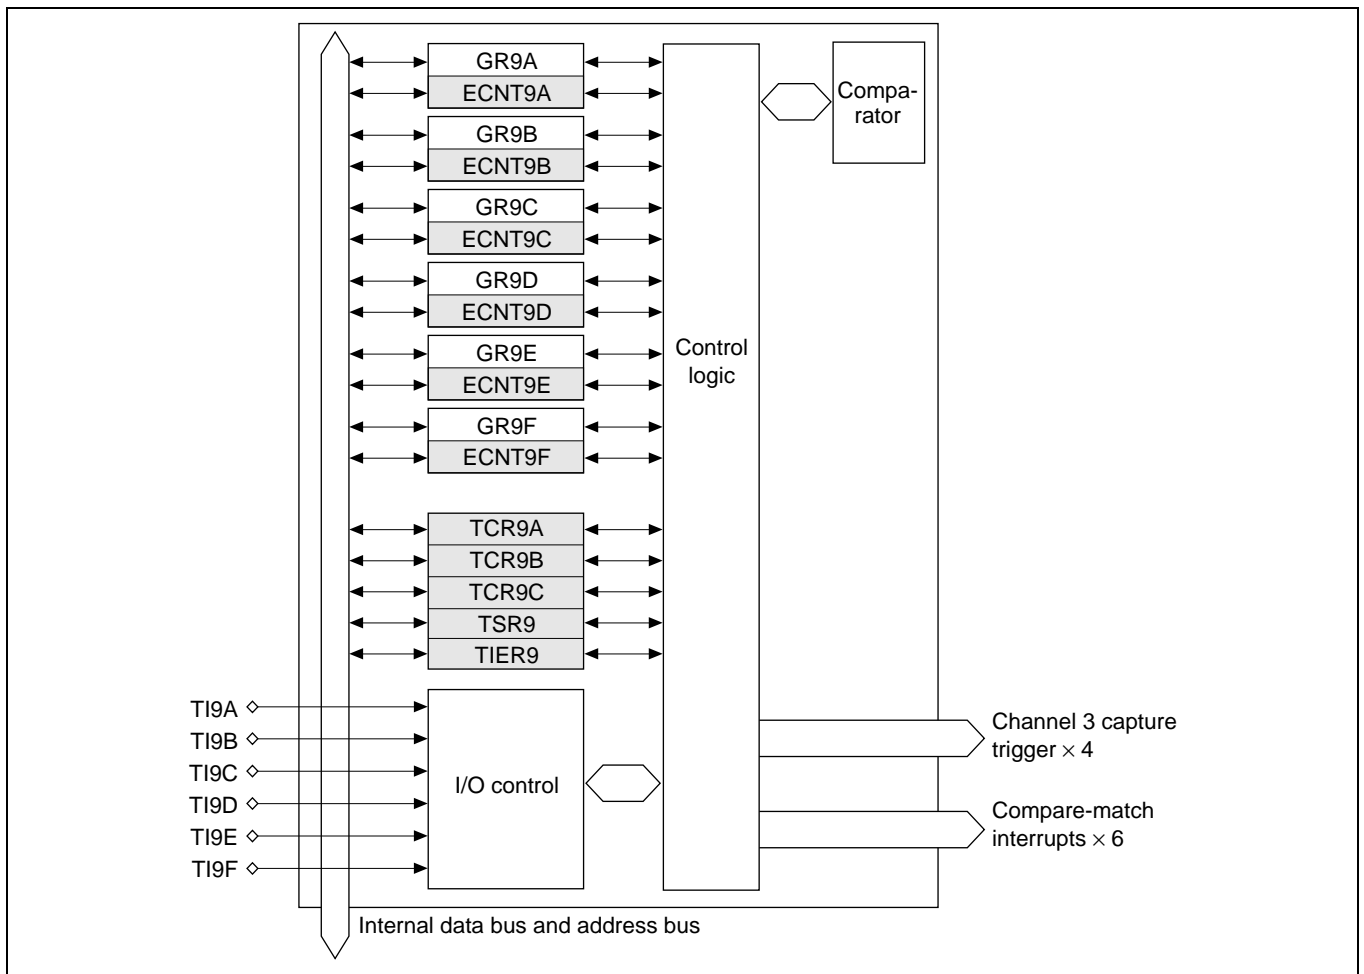 GR9A
ECNT9A
GR9B
ECNT9B
GR9C
ECNT9C
GR9D
ECNT9D
GR9E
ECNT9E
GR9F
ECNT9F
TCR9A
TCR9B
TCR9C
TSR9
TIER9
Control
logic
Compa-
rator
TI9A
TI9B
TI9C
TI9D
TI9E
TI9F
I/O control
Channel 3 capture
trigger × 4
Compare-match
interrupts × 6
Internal data bus and address bus